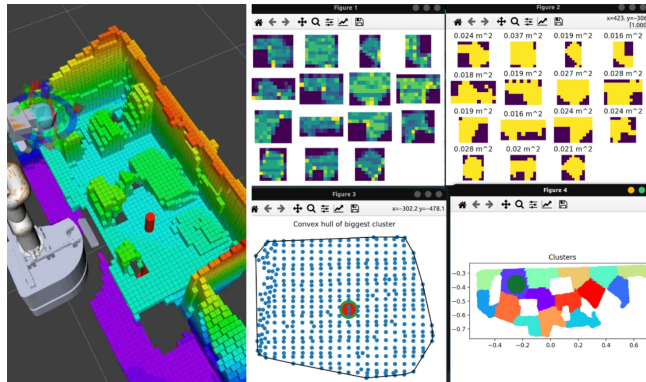 Figure 1
0.024 m^2 0.037 m^2 0.019 m^2 0.016 m^2
0.018 m^2 0.019 m^2 0.027 m^2 0.028 m^2
0.019 m^2 0.016 m^2 0.024 m^2 0.024 m^2
0.028 m^2 0.02 m^2 0.021 m^2
Figure 2
x=423. y=-306
[1.000
Figure 3
x=-302.2 y=-478.1
Convex hull of biggest cluster
Figure 4
Clusters
-0.3
-0.4
-0.5
-0.6
-0.7
-0.4 -0.2 0.0 0.2 0.4 0.6